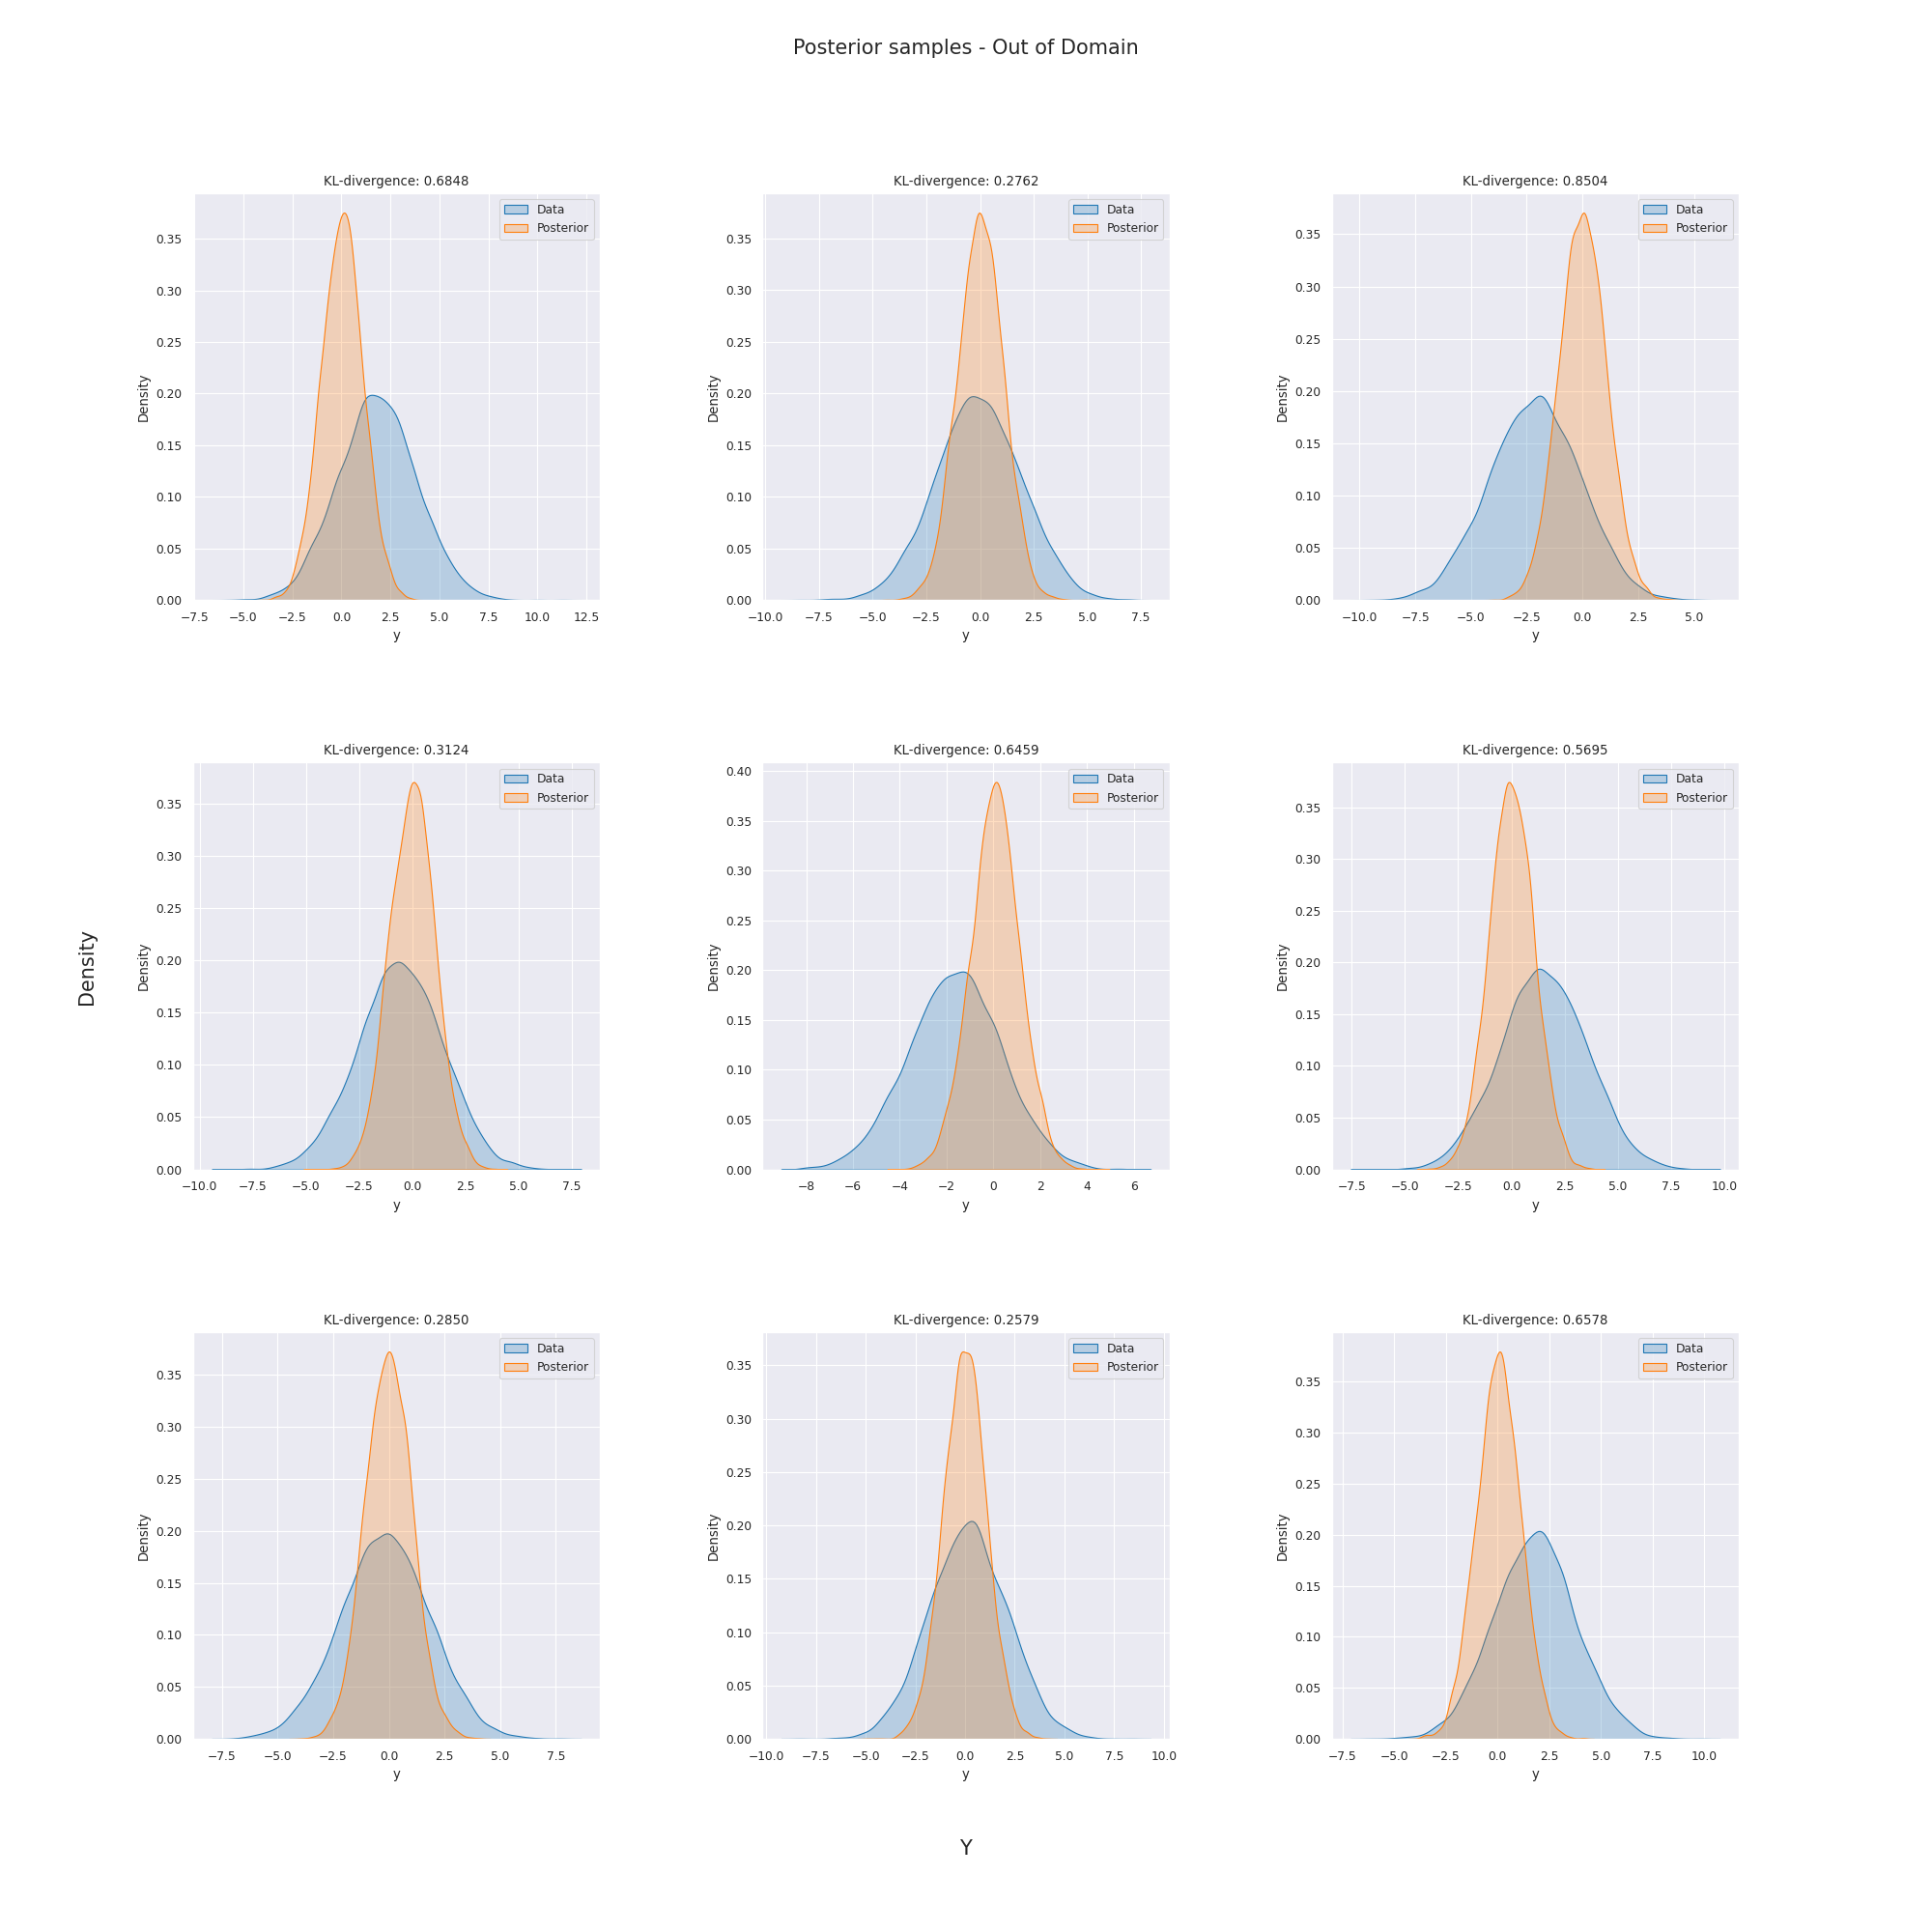 Posterior samples - Out of Domain
KL-divergence: 0.6848
Data
Posterior
0.35
0.30
0.25
0.20
0.15
0.10
0.05
0.00
Density
−7.5 −5.0 −2.5 0.0 2.5 5.0 7.5 10.0 12.5
y
KL-divergence: 0.2762
Data
Posterior
0.35
0.30
0.25
0.20
0.15
0.10
0.05
0.00
Density
−10.0 −7.5 −5.0 −2.5 0.0 2.5 5.0 7.5
y
KL-divergence: 0.8504
Data
Posterior
0.35
0.30
0.25
0.20
0.15
0.10
0.05
0.00
Density
−10.0 −7.5 −5.0 −2.5 0.0 2.5 5.0
y
Density
KL-divergence: 0.3124
Data
Posterior
0.35
0.30
0.25
0.20
0.15
0.10
0.05
0.00
Density
−10.0 −7.5 −5.0 −2.5 0.0 2.5 5.0 7.5
y
KL-divergence: 0.6459
Data
Posterior
0.40
0.35
0.30
0.25
0.20
0.15
0.10
0.05
0.00
Density
−8 −6 −4 −2 0 2 4 6
y
KL-divergence: 0.5695
Data
Posterior
0.35
0.30
0.25
0.20
0.15
0.10
0.05
0.00
Density
−7.5 −5.0 −2.5 0.0 2.5 5.0 7.5 10.0
y
KL-divergence: 0.2850
Data
Posterior
0.35
0.30
0.25
0.20
0.15
0.10
0.05
0.00
Density
−7.5 −5.0 −2.5 0.0 2.5 5.0 7.5
y
KL-divergence: 0.2579
Data
Posterior
0.35
0.30
0.25
0.20
0.15
0.10
0.05
0.00
Density
−10.0 −7.5 −5.0 −2.5 0.0 2.5 5.0 7.5 10.0
y
KL-divergence: 0.6578
Data
Posterior
0.35
0.30
0.25
0.20
0.15
0.10
0.05
0.00
Density
−7.5 −5.0 −2.5 0.0 2.5 5.0 7.5 10.0
y
Y